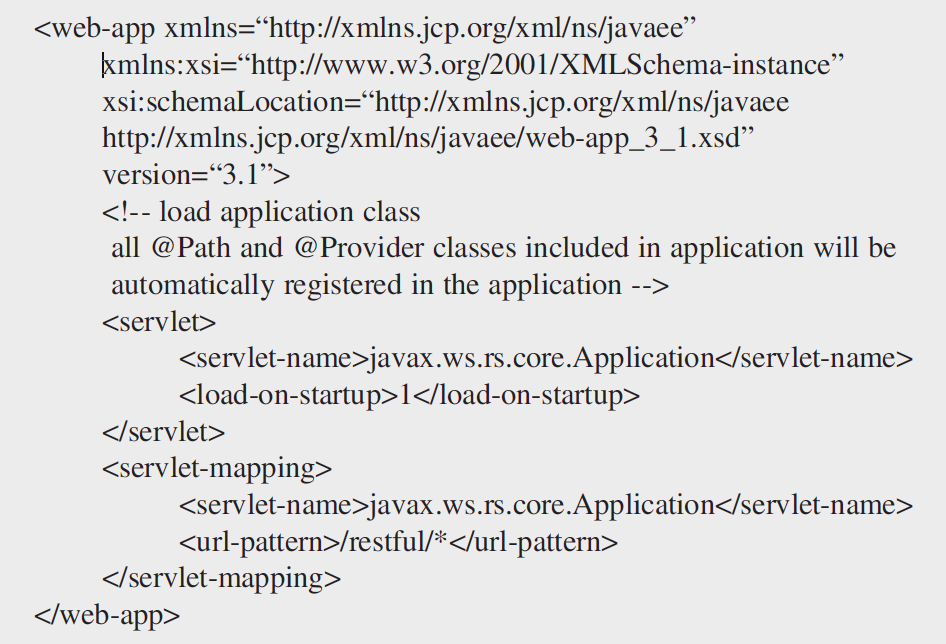 <web-app xmlns=“http://xmlns.jcp.org/xml/ns/javaee”
xmlns:xsi=“http://www.w3.org/2001/XMLSchema-instance”
xsi:schemaLocation=“http://xmlns.jcp.org/xml/ns/javaee
http://xmlns.jcp.org/xml/ns/javaee/web-app_3_1.xsd”
version=“3.1”>
<!-- load application class
all @Path and @Provider classes included in application will be
automatically registered in the application -->
<servlet>
<servlet-name>javax.ws.rs.core.Application</servlet-name>
<load-on-startup>1</load-on-startup>
</servlet>
<servlet-mapping>
<servlet-name>javax.ws.rs.core.Application</servlet-name>
<url-pattern>/restful/*</url-pattern>
</servlet-mapping>
</web-app>